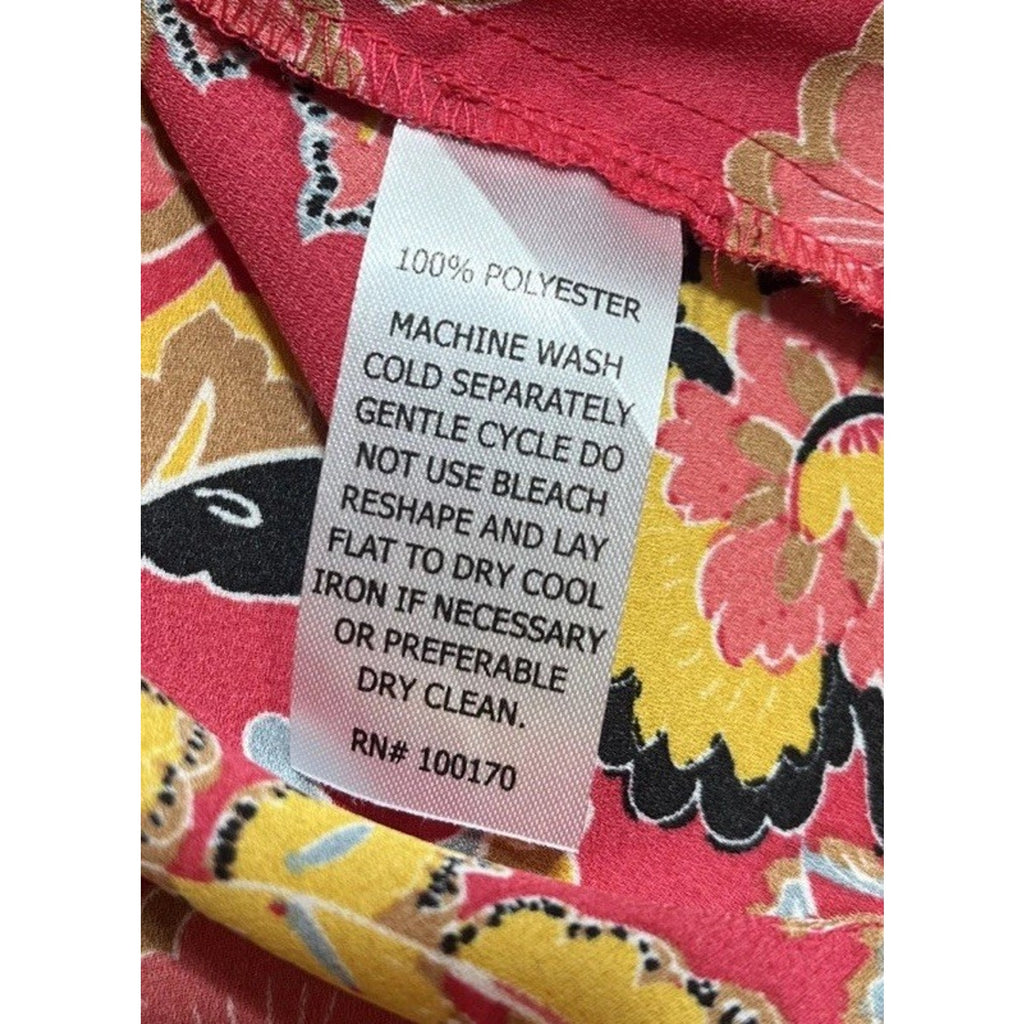 100% POLYESTER
MACHINE WASH
COLD SEPARATELY
GENTLE CYCLE DO
NOT USE BLEACH
RESHAPE AND LAY
FLAT TO DRY COOL
IRON IF NECESSARY
OR PREFERABLE
DRY CLEAN.
RN# 100170